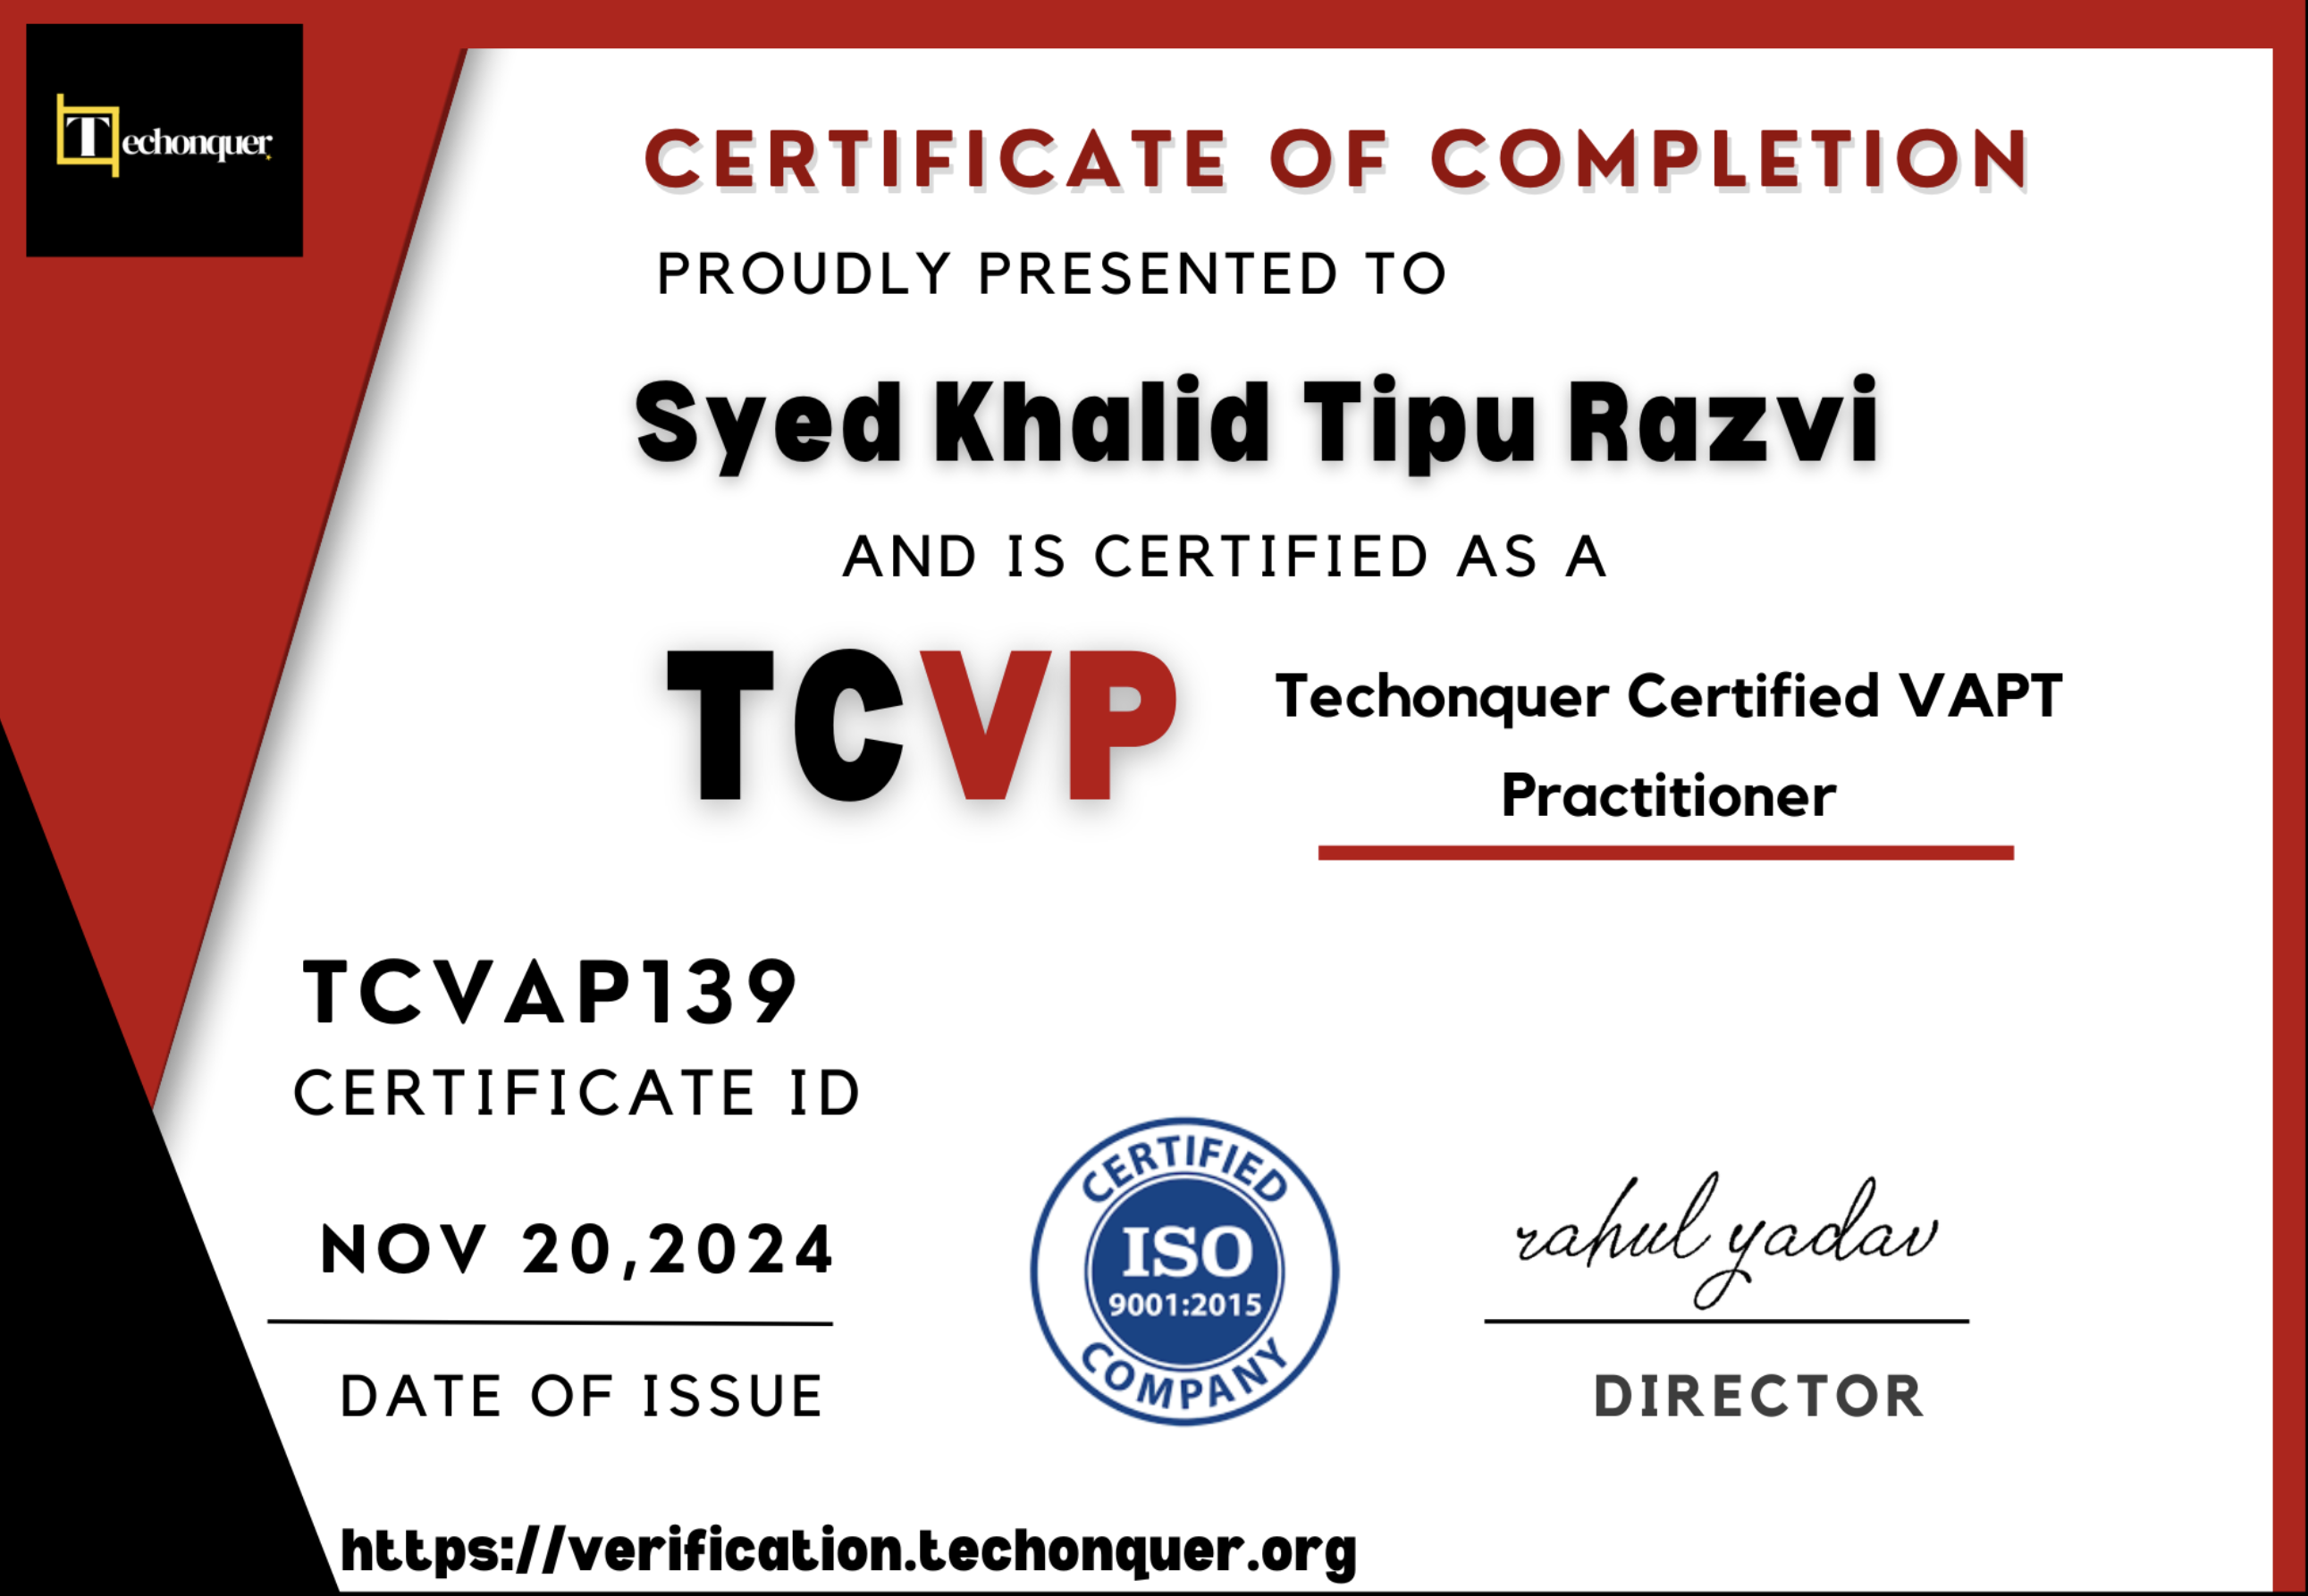 Techonquer
CERTIFICATE OF COMPLETION
PROUDLY PRESENTED TO
Syed Khalid Tipu Razvi
AND IS CERTIFIED AS A
TCVP
Techonquer Certified VAPT
Practitioner
TCVAP139
CERTIFICATE ID
NOV 20,2024
DATE OF ISSUE
CERTIFIED
ISO
9001:2015
COMPANY
rahul yadav
DIRECTOR
https://verification.techonquer.org